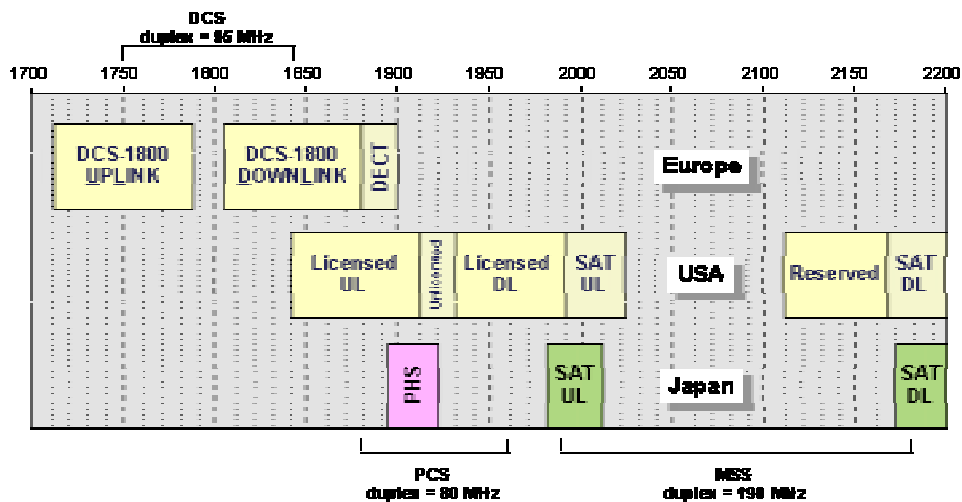 DCS
duplex = 95 MHz
1700 1750 1800 1850 1900 1950 2000 2050 2100 2150 2200
DCS-1800
UPLINK
DCS-1800
DOWNLINK
DECT
Europe
Licensed
UL
Unlicensed
Licensed
DL
SAT
UL
USA
Reserved
SAT
DL
PHS
SAT
UL
Japan
SAT
DL
PCS
duplex = 80 MHz
MSS
duplex = 190 MHz